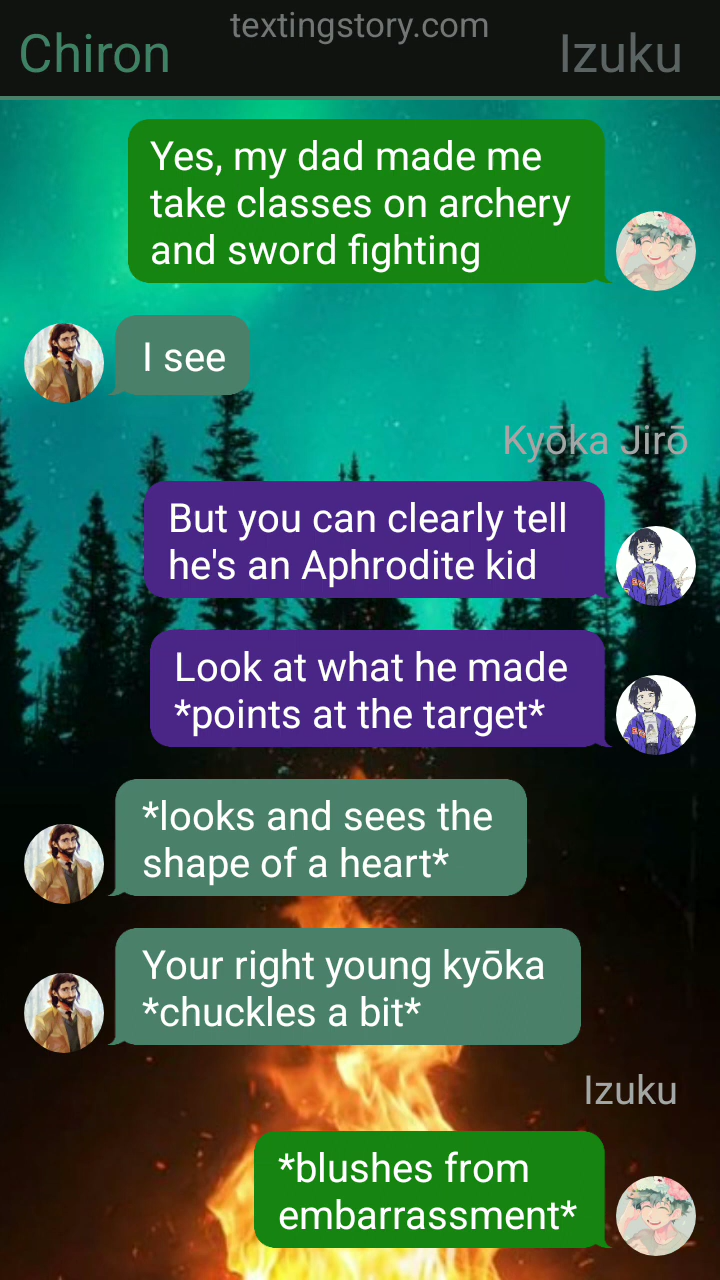 textingstory.com
Chiron
Izuku
Yes, my dad made me
take classes on archery
and sword fighting
I see
Kyōka Jirō
But you can clearly tell
he's an Aphrodite kid
Look at what he made
*points at the target*
*looks and sees the
shape of a heart*
Your right young kyōka
*chuckles a bit*
Izuku
*blushes from
embarrassment*